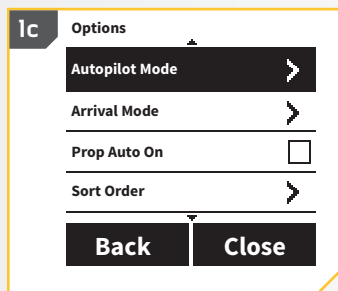 1c
Options
Autopilot Mode
Arrival Mode
Prop Auto On
Sort Order
Back Close